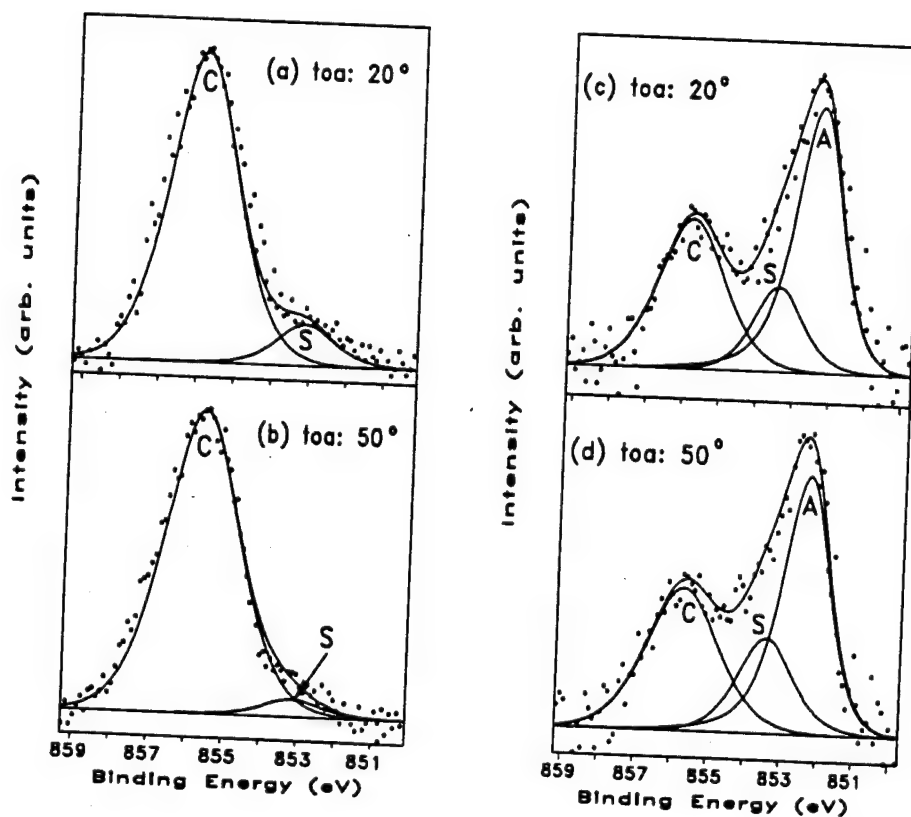 (a) toa: 20°
C
S
Intensity (arb. units)
(b) toa: 50°
C
S
859 857 855 853 851
Binding Energy (eV)
(c) toa: 20°
A
C
S
Intensity (arb. units)
(d) toa: 50°
A
C
S
859 857 855 853 851
Binding Energy (eV)